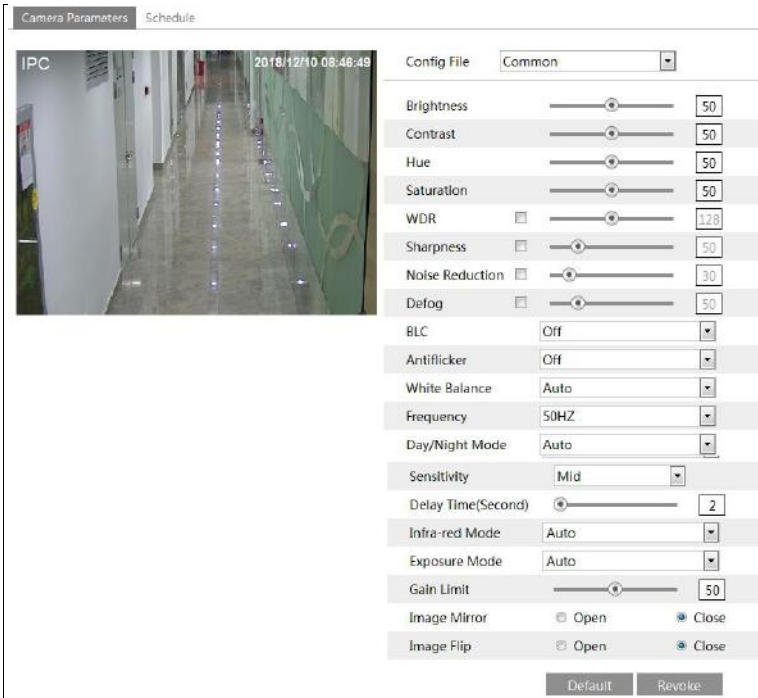 Camera Parameters Schedule
IPC 2018/12/10 08:46:49
Config File Common
Brightness 50
Contrast 50
Hue 50
Saturation 50
WDR 128
Sharpness 50
Noise Reduction 30
Defog 50
BLC Off
Antiflicker Off
White Balance Auto
Frequency 50HZ
Day/Night Mode Auto
Sensitivity Mid
Delay Time(Second) 2
Infra-red Mode Auto
Exposure Mode Auto
Gain Limit 50
Image Mirror Open Close
Image Flip Open Close
Default Revoke